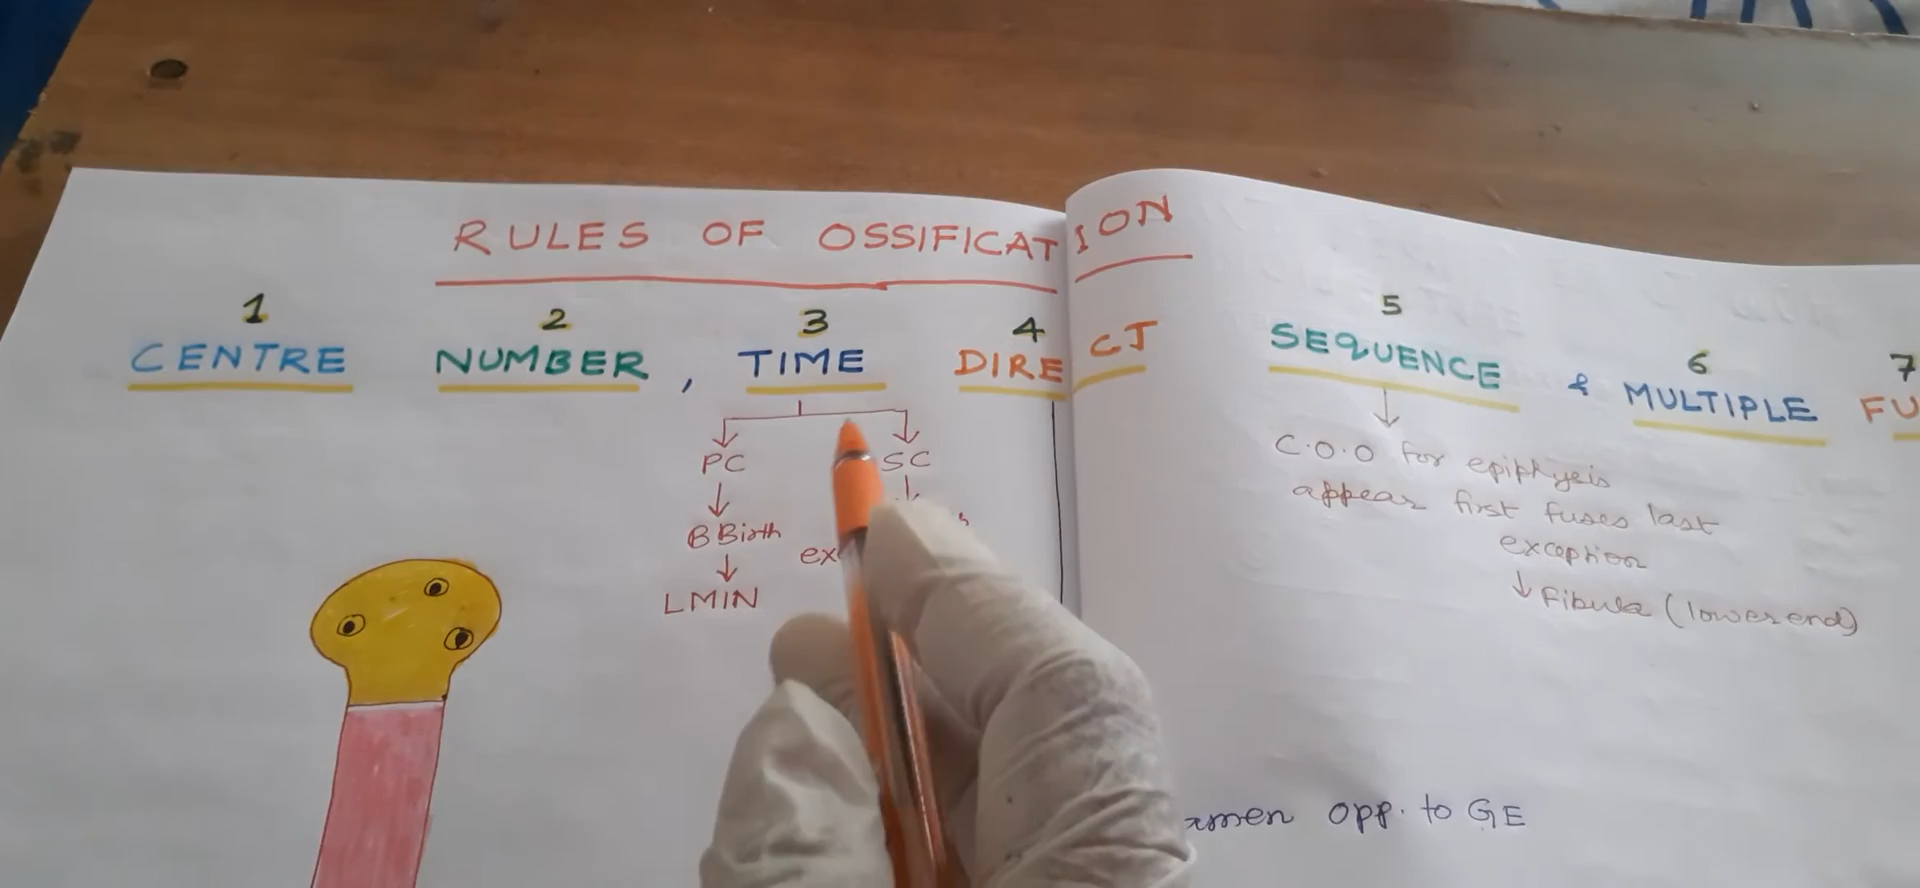 RULES OF OSSIFICATION
1 2 3 4 5 6 7
CENTRE NUMBER, TIME DIRECT SEQUENCE & MULTIPLE FU
PC SC
B Birth
LMIN
C.O.O for epiphysis
appear first fuses last
exception
Fibula (lower end)
opp. to GE